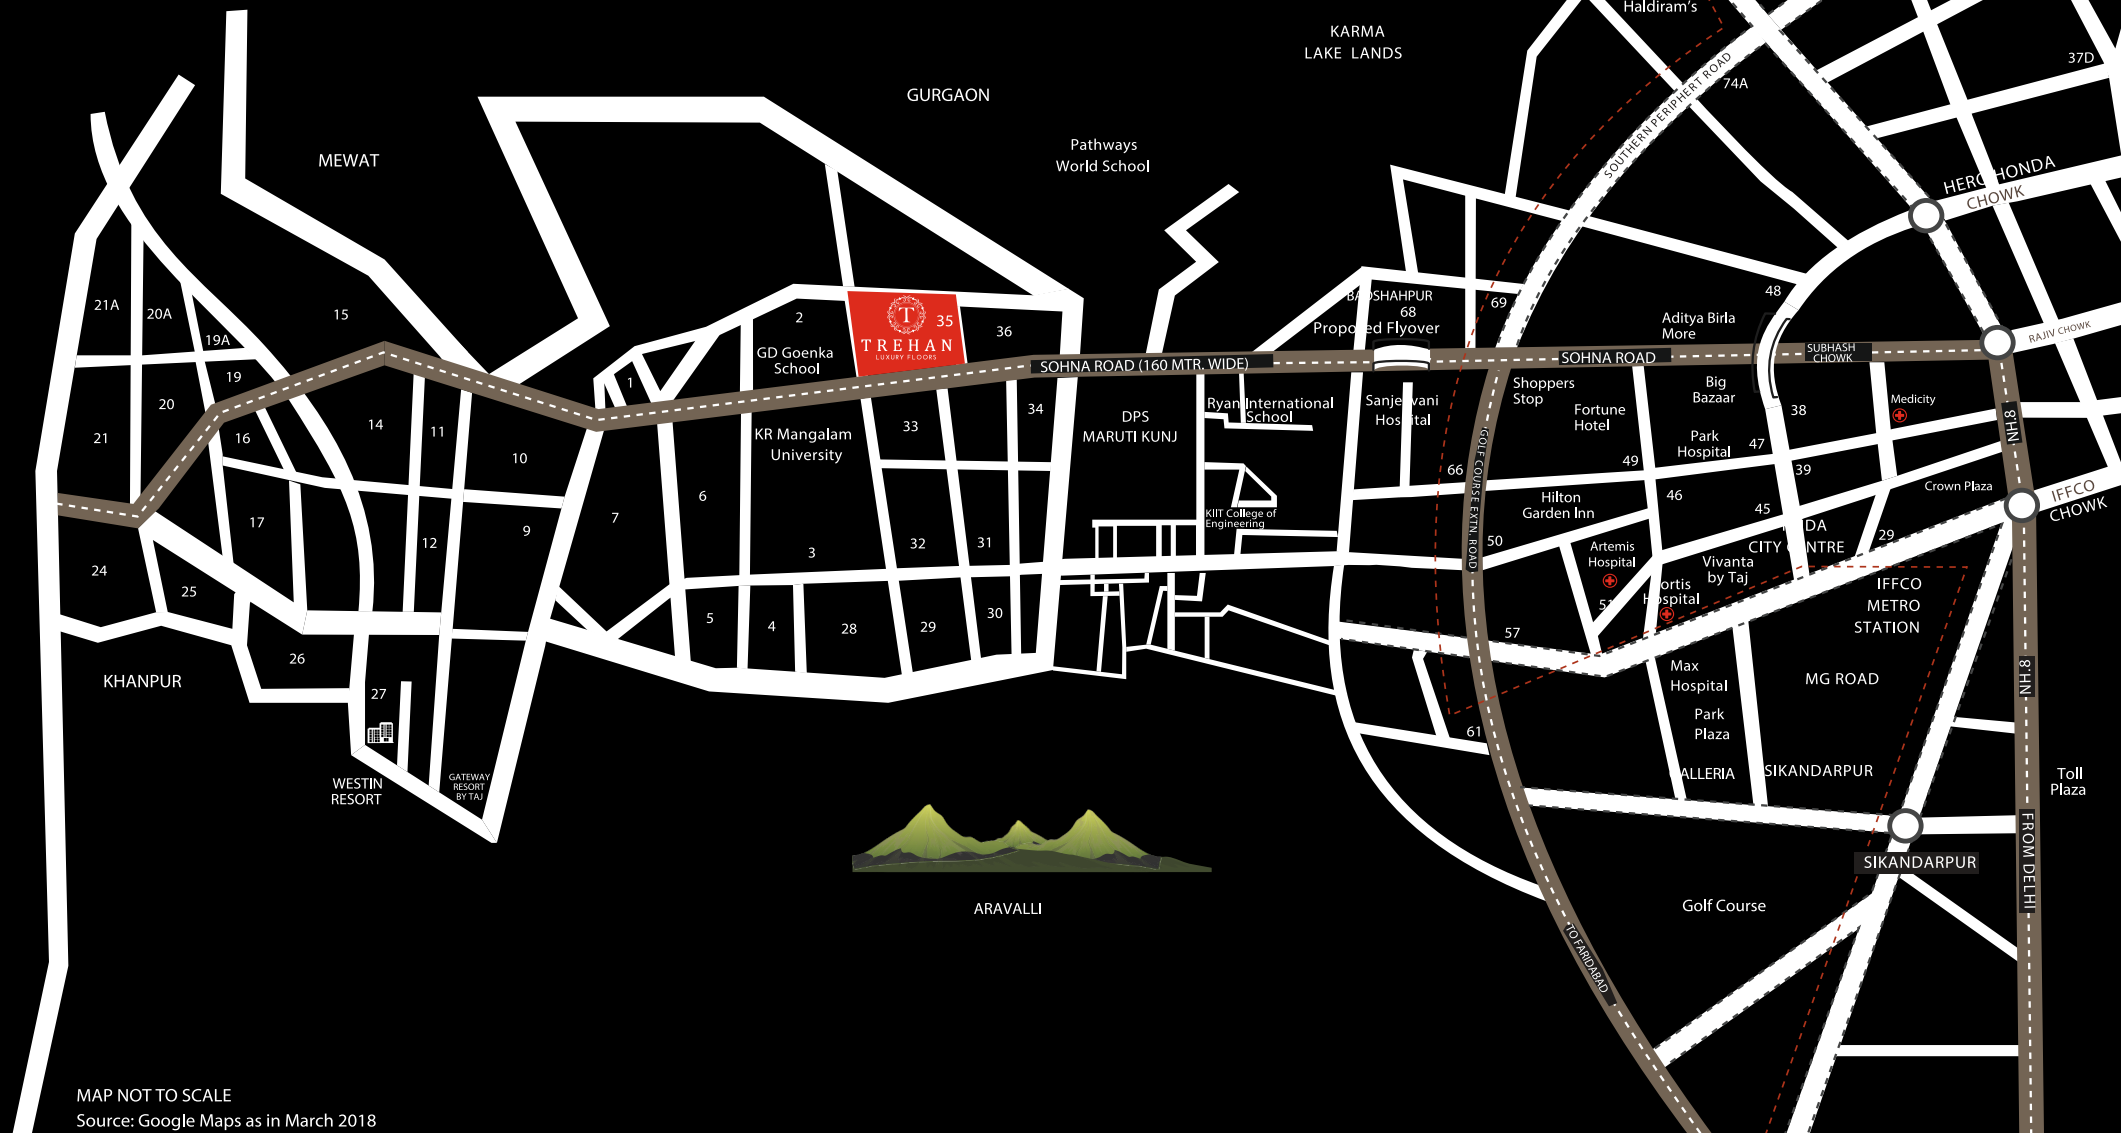 Haldiram's
KARMA
LAKE LANDS
37D
74A
GURGAON
SOUTHERN PERIPHERT ROAD
Pathways
World School
MEWAT
HERO HONDA
CHOWK
21A
20A
15
19A
2
T
35
TREHAN
LUXURY FLOORS
36
BADSHAHPUR
68
Proposed Flyover
69
48
Aditya Birla
More
RAJIV CHOWK
GD Goenka
School
SOHNA ROAD (160 MTR. WIDE)
SOHNA ROAD
SUBHASH
CHOWK
19
1
20
16
14
11
21
10
KR Mangalam
University
33
34
DPS
MARUTI KUNJ
Ryan International
School
Sanjeevani
Hospital
Shoppers
Stop
Fortune
Hotel
Big
Bazaar
38
Medicity
NH.8
Park
Hospital
47
49
39
66
GOLF COURSE EXTN. ROAD
46
45
Hilton
Garden Inn
Crown Plaza
IFFCO
CHOWK
17
6
7
9
12
3
32
31
KIIT College of
Engineering
50
Artemis
Hospital
CITY CENTRE
29
Vivanta
by Taj
Hospital
24
25
5
4
28
29
30
57
IFFCO
METRO
STATION
26
KHANPUR
27
Max
Hospital
MG ROAD
NH.8
Park
Plaza
61
WESTIN
RESORT
GATEWAY
RESORT
BY TAJ
SIKANDARPUR
Toll
Plaza
FROM DELHI
SIKANDARPUR
ARAVALLI
Golf Course
TO FARIDABAD
MAP NOT TO SCALE
Source: Google Maps as in March 2018